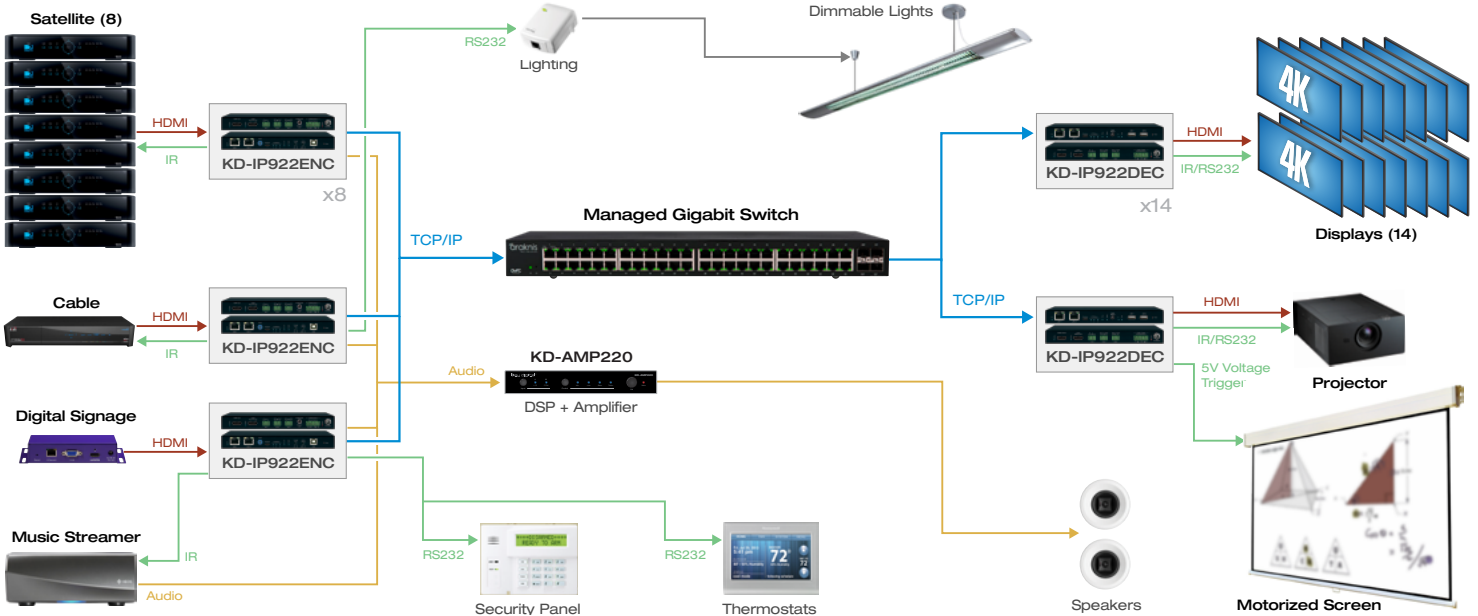 Satellite (8)
HDMI
IR
KD-IP922ENC
x8
RS232
Lighting
Dimmable Lights
KD-IP922DEC
x14
HDMI
IR/RS232
4K
4K
Displays (14)
Managed Gigabit Switch
araknis
TCP/IP
TCP/IP
Cable
HDMI
IR
KD-IP922ENC
KD-IP922DEC
HDMI
IR/RS232
5V Voltage
Trigger
Projector
KD-AMP220
Audio
DSP + Amplifier
Digital Signage
HDMI
KD-IP922ENC
Music Streamer
IR
Audio
RS232
Security Panel
RS232
72°
Thermostats
Speakers
Motorized Screen